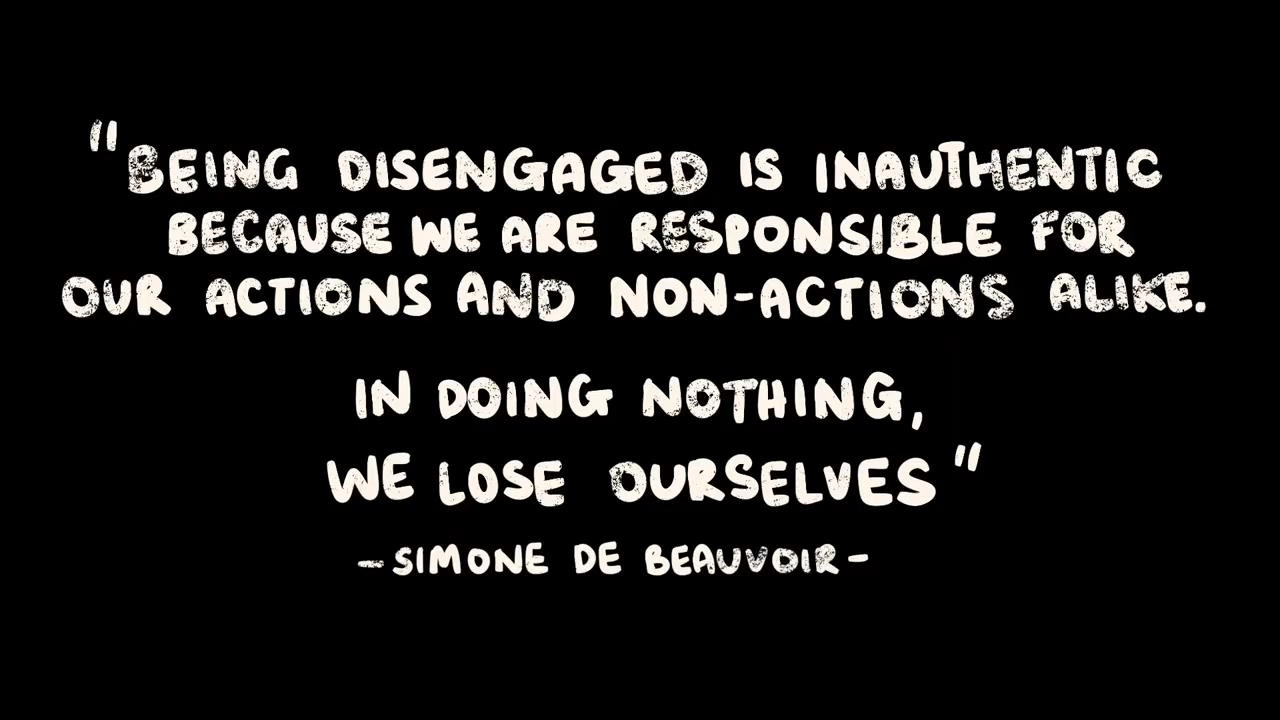 "BEING DISENGAGED IS INAUTHENTIC
BECAUSE WE ARE RESPONSIBLE FOR
OUR ACTIONS AND NON-ACTIONS ALIKE.
IN DOING NOTHING,
WE LOSE OURSELVES"
-SIMONE DE BEAUVOIR-